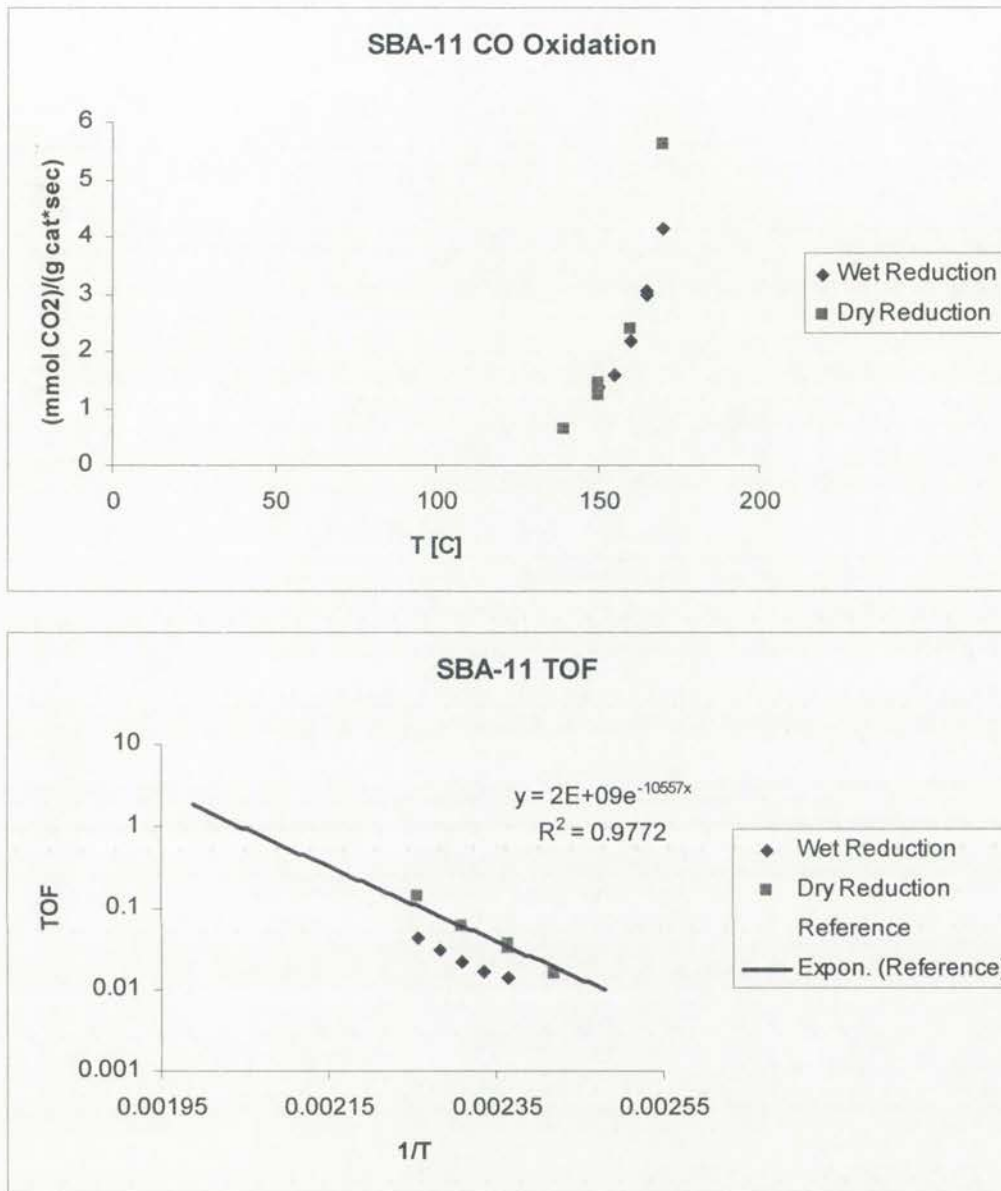 SBA-11 CO Oxidation
(mmol CO2)/(g cat*sec)
6
5
4
3
2
1
0
0 50 100 150 200
T [C]
Wet Reduction
Dry Reduction
SBA-11 TOF
TOF
10
1
0.1
0.01
0.001
y = 2E+09e^-10557x
R² = 0.9772
0.00195 0.00215 0.00235 0.00255
1/T
Wet Reduction
Dry Reduction
Reference
Expon. (Reference)